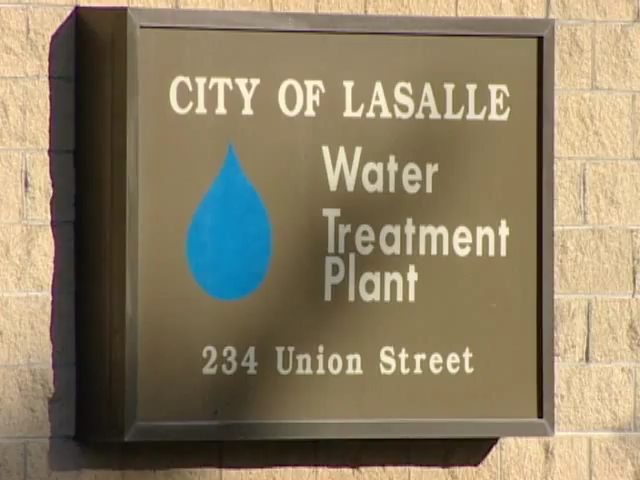 CITY OF LASALLE
Water
Treatment
Plant
234 Union Street